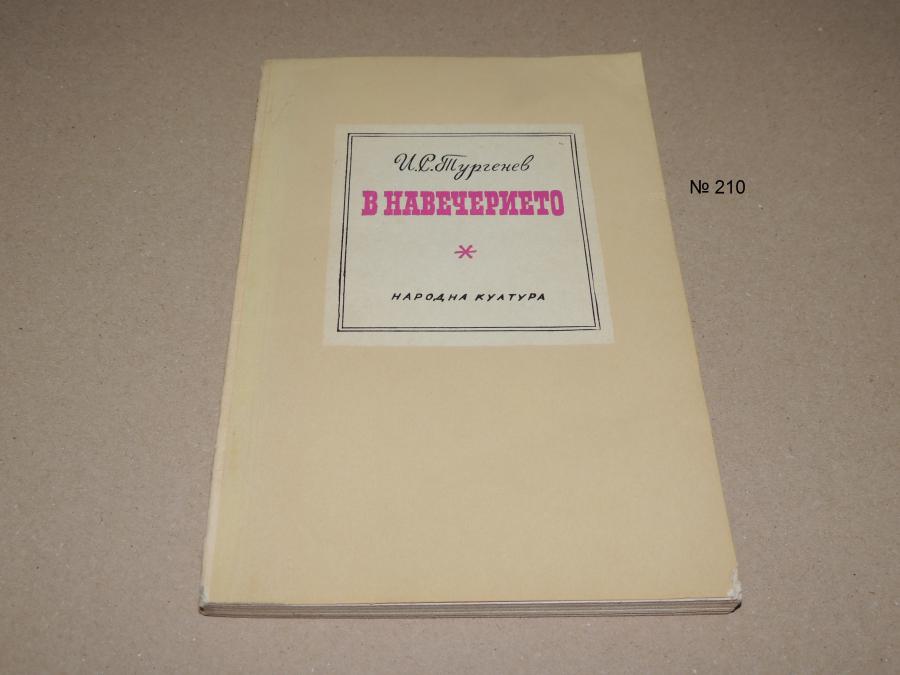 И. С. Тургенев
В НАВЕЧЕРИЕТО
*
НАРОДНА КУЛТУРА
№ 210